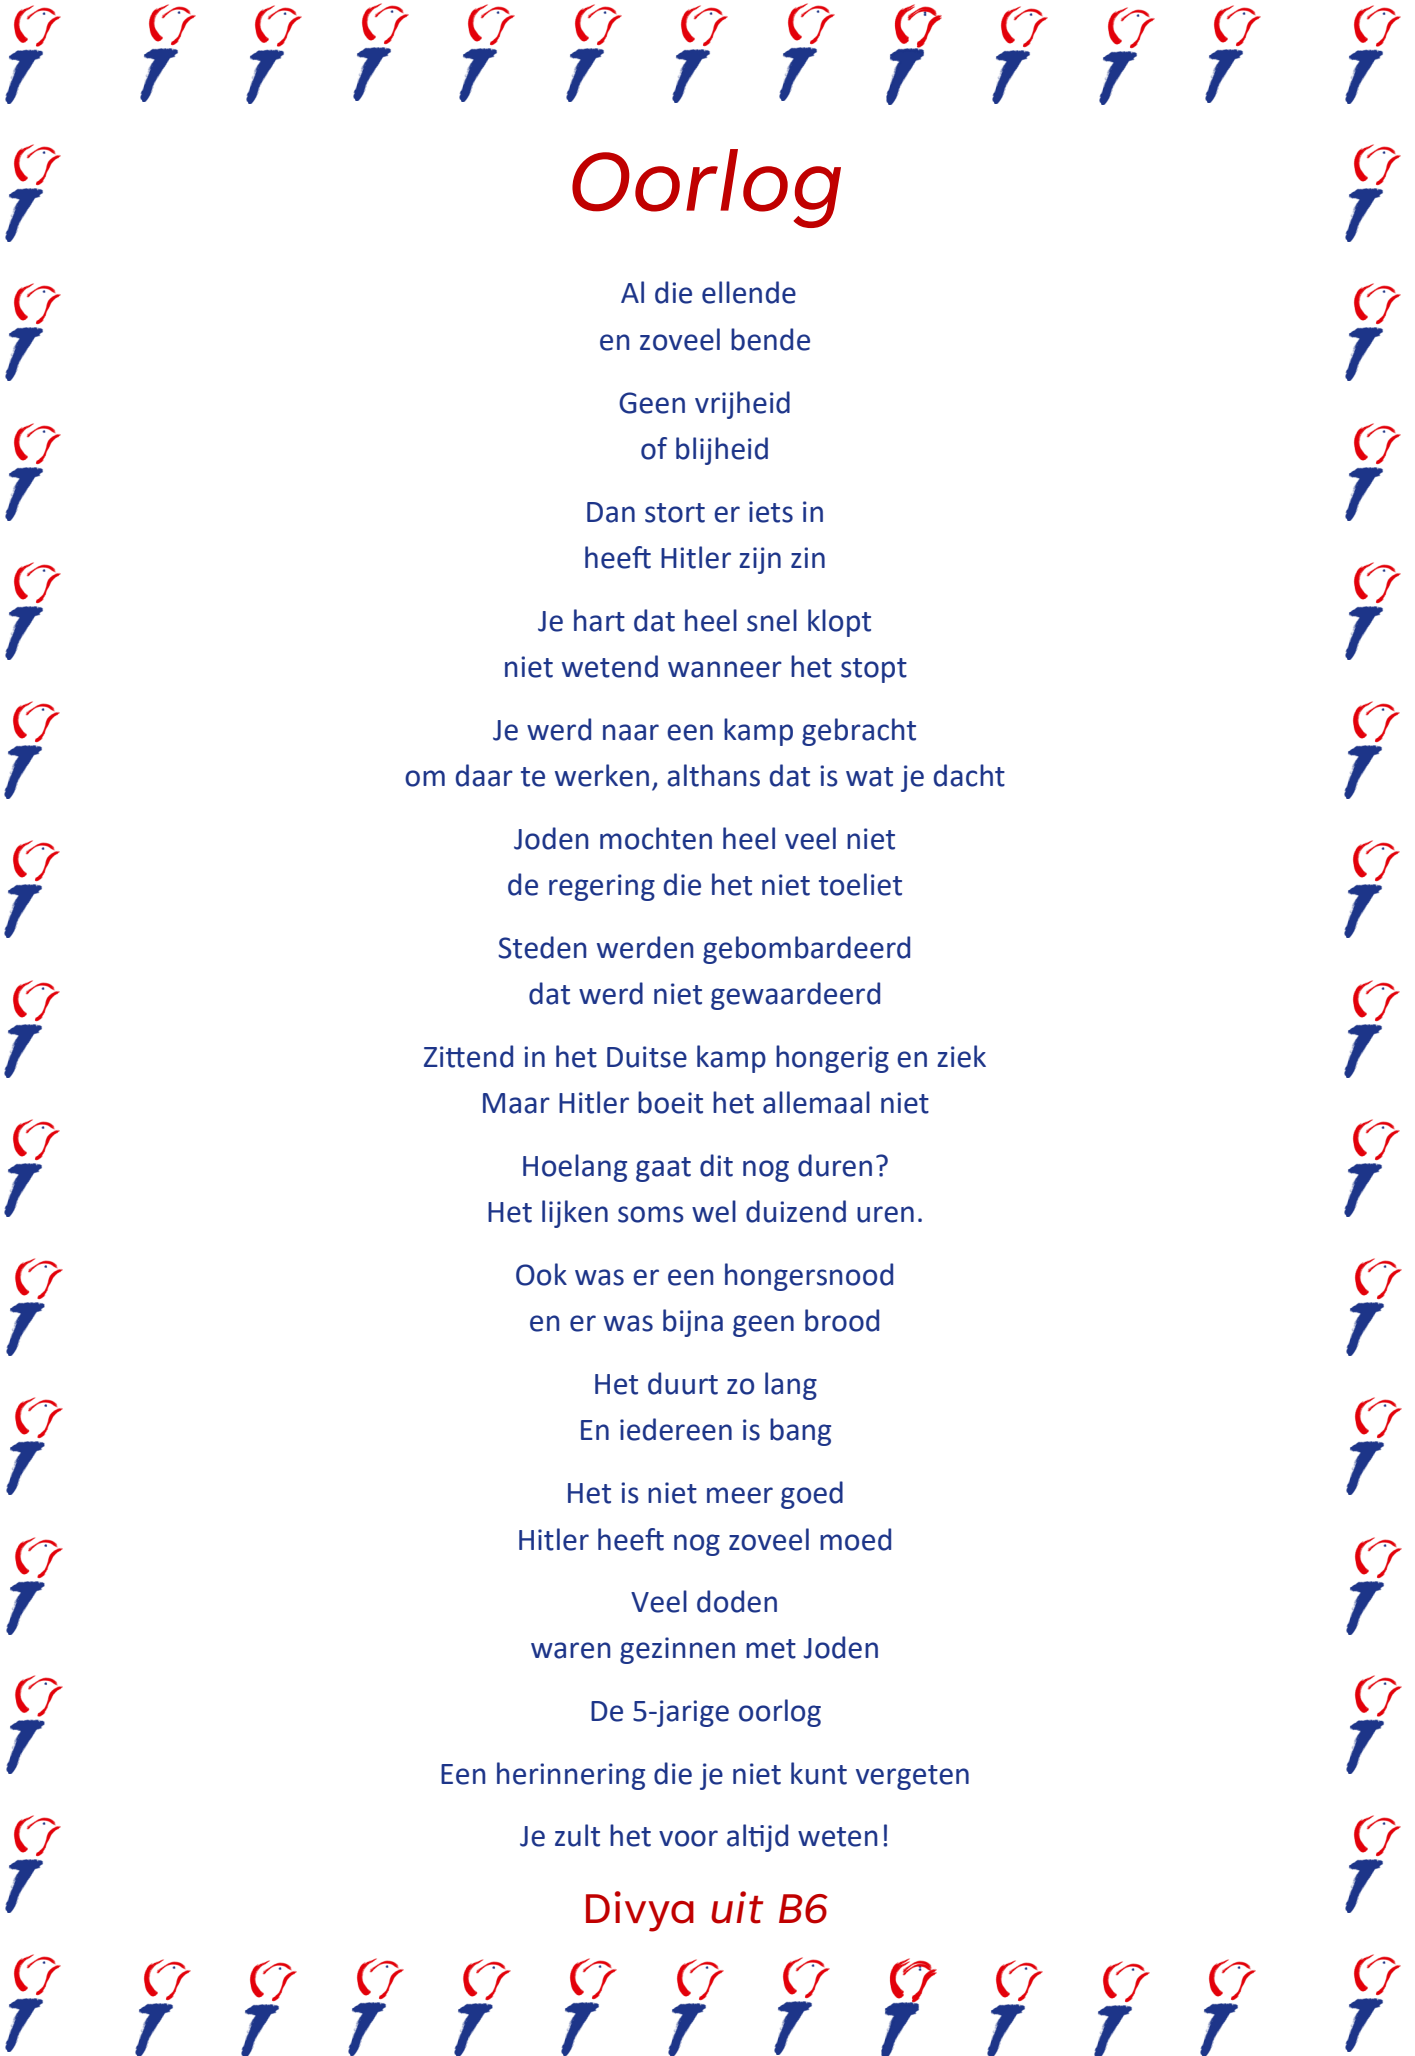 Oorlog
Al die ellende
en zoveel bende
Geen vrijheid
of blijheid
Dan stort er iets in
heeft Hitler zijn zin
Je hart dat heel snel klopt
niet wetend wanneer het stopt
Je werd naar een kamp gebracht
om daar te werken, althans dat is wat je dacht
Joden mochten heel veel niet
de regering die het niet toeliet
Steden werden gebombardeerd
dat werd niet gewaardeerd
Zittend in het Duitse kamp hongerig en ziek
Maar Hitler boeit het allemaal niet
Hoelang gaat dit nog duren?
Het lijken soms wel duizend uren.
Ook was er een hongersnood
en er was bijna geen brood
Het duurt zo lang
En iedereen is bang
Het is niet meer goed
Hitler heeft nog zoveel moed
Veel doden
waren gezinnen met Joden
De 5-jarige oorlog
Een herinnering die je niet kunt vergeten
Je zult het voor altijd weten!
Divya uit B6